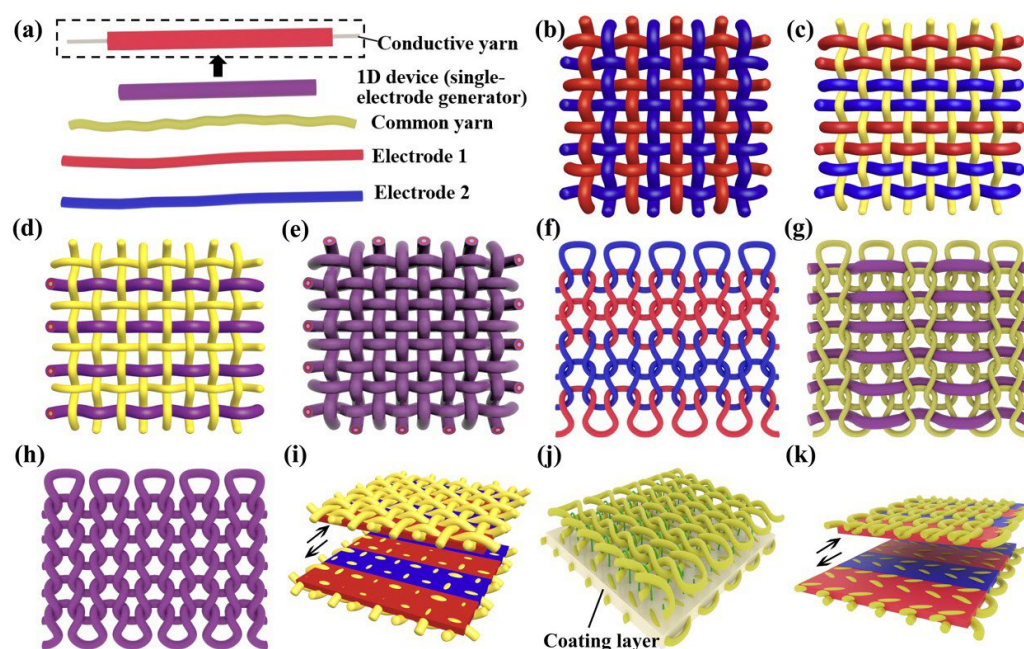 (a)
Conductive yarn
1D device (single-
electrode generator)
Common yarn
Electrode 1
Electrode 2
(b)
(c)
(d)
(e)
(f)
(g)
(h)
(i)
(j)
Coating layer
(k)